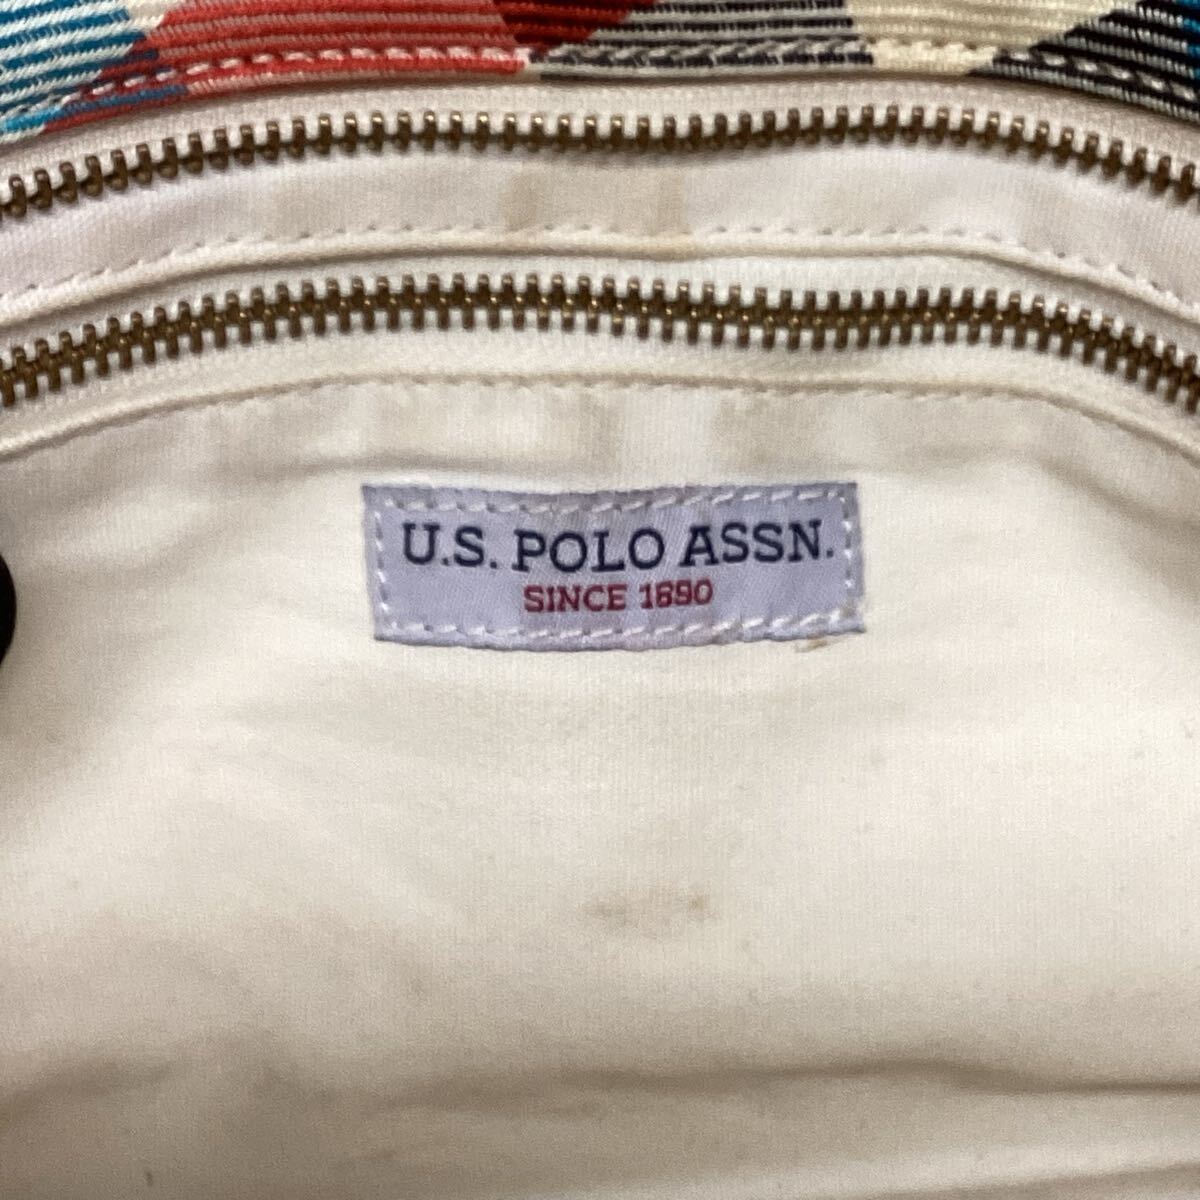 U.S. POLO ASSN.
SINCE 1890